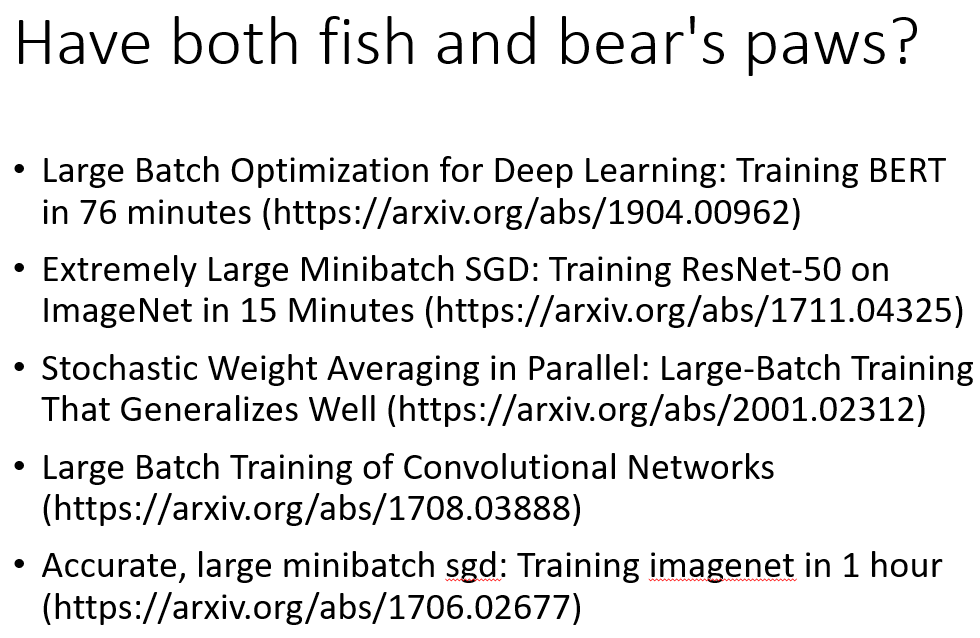 Have both fish and bear's paws?
• Large Batch Optimization for Deep Learning: Training BERT
in 76 minutes (https://arxiv.org/abs/1904.00962)
• Extremely Large Minibatch SGD: Training ResNet-50 on
ImageNet in 15 Minutes (https://arxiv.org/abs/1711.04325)
• Stochastic Weight Averaging in Parallel: Large-Batch Training
That Generalizes Well (https://arxiv.org/abs/2001.02312)
• Large Batch Training of Convolutional Networks
(https://arxiv.org/abs/1708.03888)
• Accurate, large minibatch sgd: Training imagenet in 1 hour
(https://arxiv.org/abs/1706.02677)